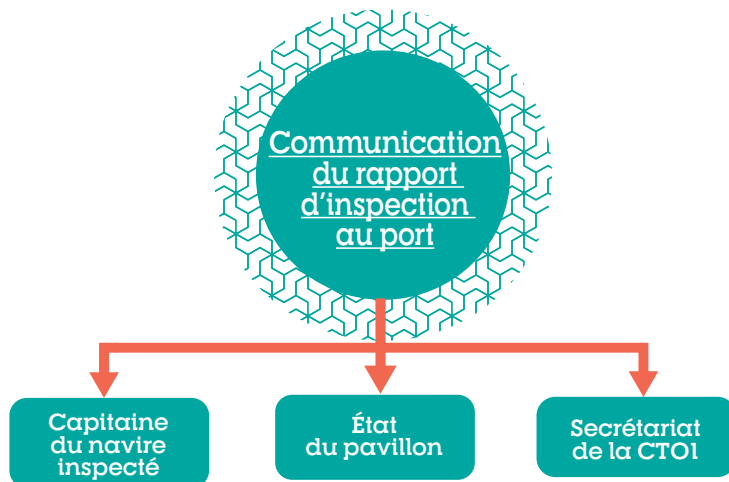 Communication
du rapport
d'inspection
au port
Capitaine
du navire
inspecté
État
du pavillon
Secrétariat
de la CTOI